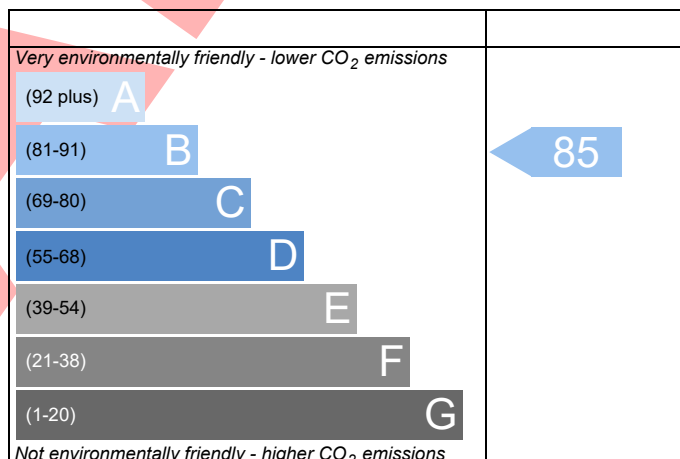 Very environmentally friendly - lower CO₂ emissions
(92 plus) A
(81-91) B
85
(69-80) C
(55-68) D
(39-54) E
(21-38) F
(1-20) G
Not environmentally friendly - higher CO₂ emissions